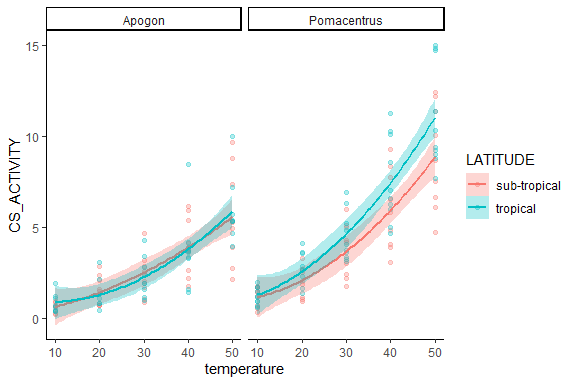 Apogon
Pomacentrus
CS_ACTIVITY
15
10
5
0
10 20 30 40 50
10 20 30 40 50
temperature
LATITUDE
sub-tropical
tropical